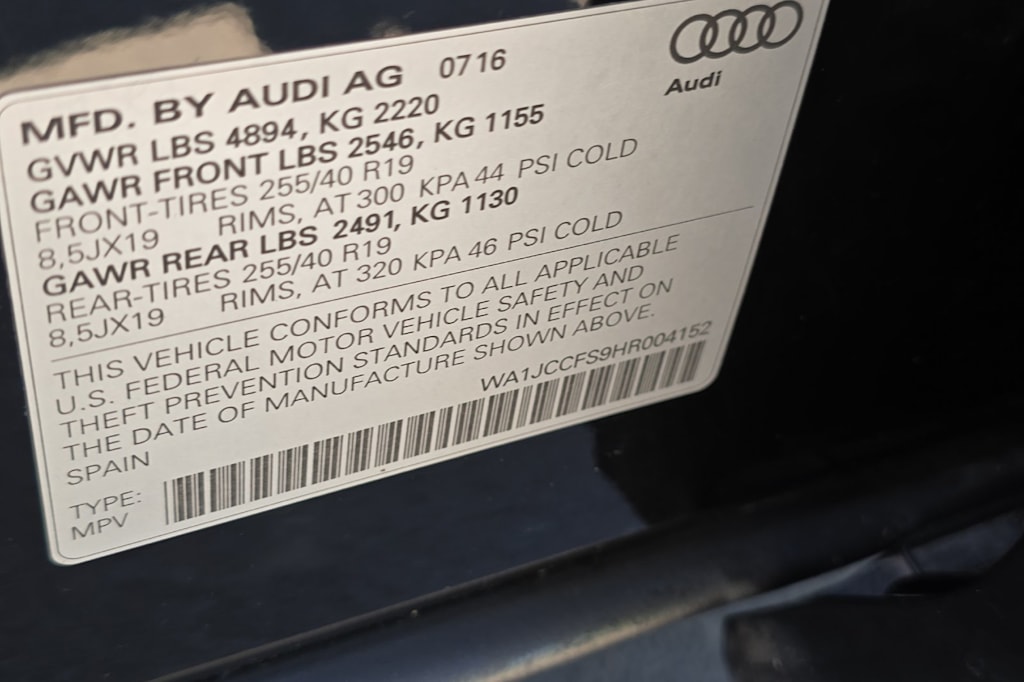 Audi
MFD. BY AUDI AG 0716
GVWR LBS 4894, KG 2220
GAWR FRONT LBS 2546, KG 1155
FRONT-TIRES 255/40 R19
8,5JX19 RIMS, AT 300 KPA 44 PSI COLD
GAWR REAR LBS 2491, KG 1130
REAR-TIRES 255/40 R19
8,5JX19 RIMS, AT 320 KPA 46 PSI COLD
THIS VEHICLE CONFORMS TO ALL APPLICABLE
U.S. FEDERAL MOTOR VEHICLE SAFETY AND
THEFT PREVENTION STANDARDS IN EFFECT ON
THE DATE OF MANUFACTURE SHOWN ABOVE.
SPAIN WA1JCCFS9HR004152
TYPE:
MPV